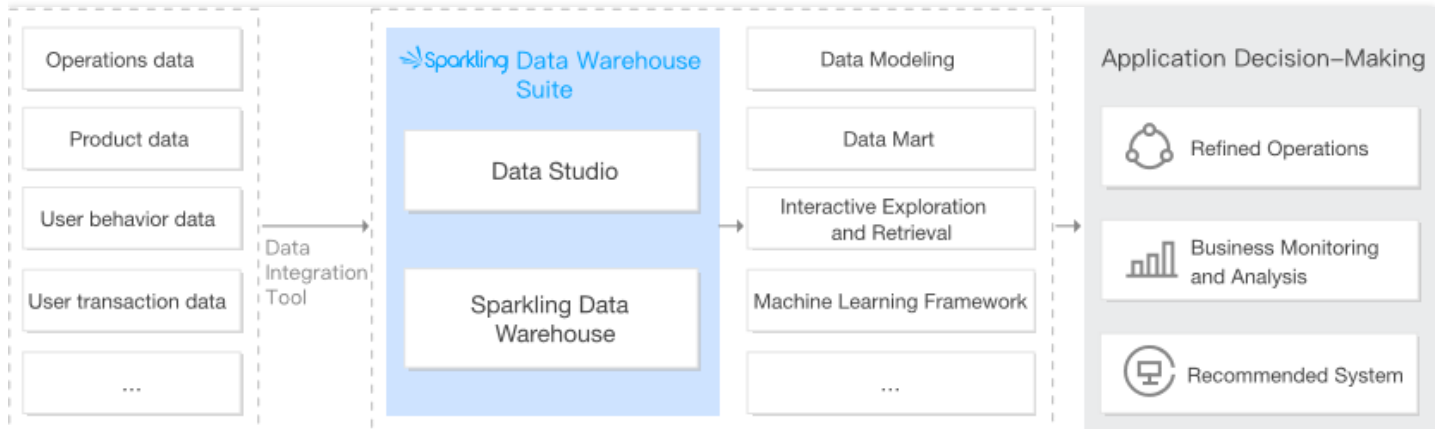 Operations data
Product data
User behavior data
User transaction data
...
Data
Integration
Tool
Sparkling Data Warehouse
Suite
Data Studio
Sparkling Data
Warehouse
Data Modeling
Data Mart
Interactive Exploration
and Retrieval
Machine Learning Framework
...
Application Decision-Making
Refined Operations
Business Monitoring
and Analysis
Recommended System